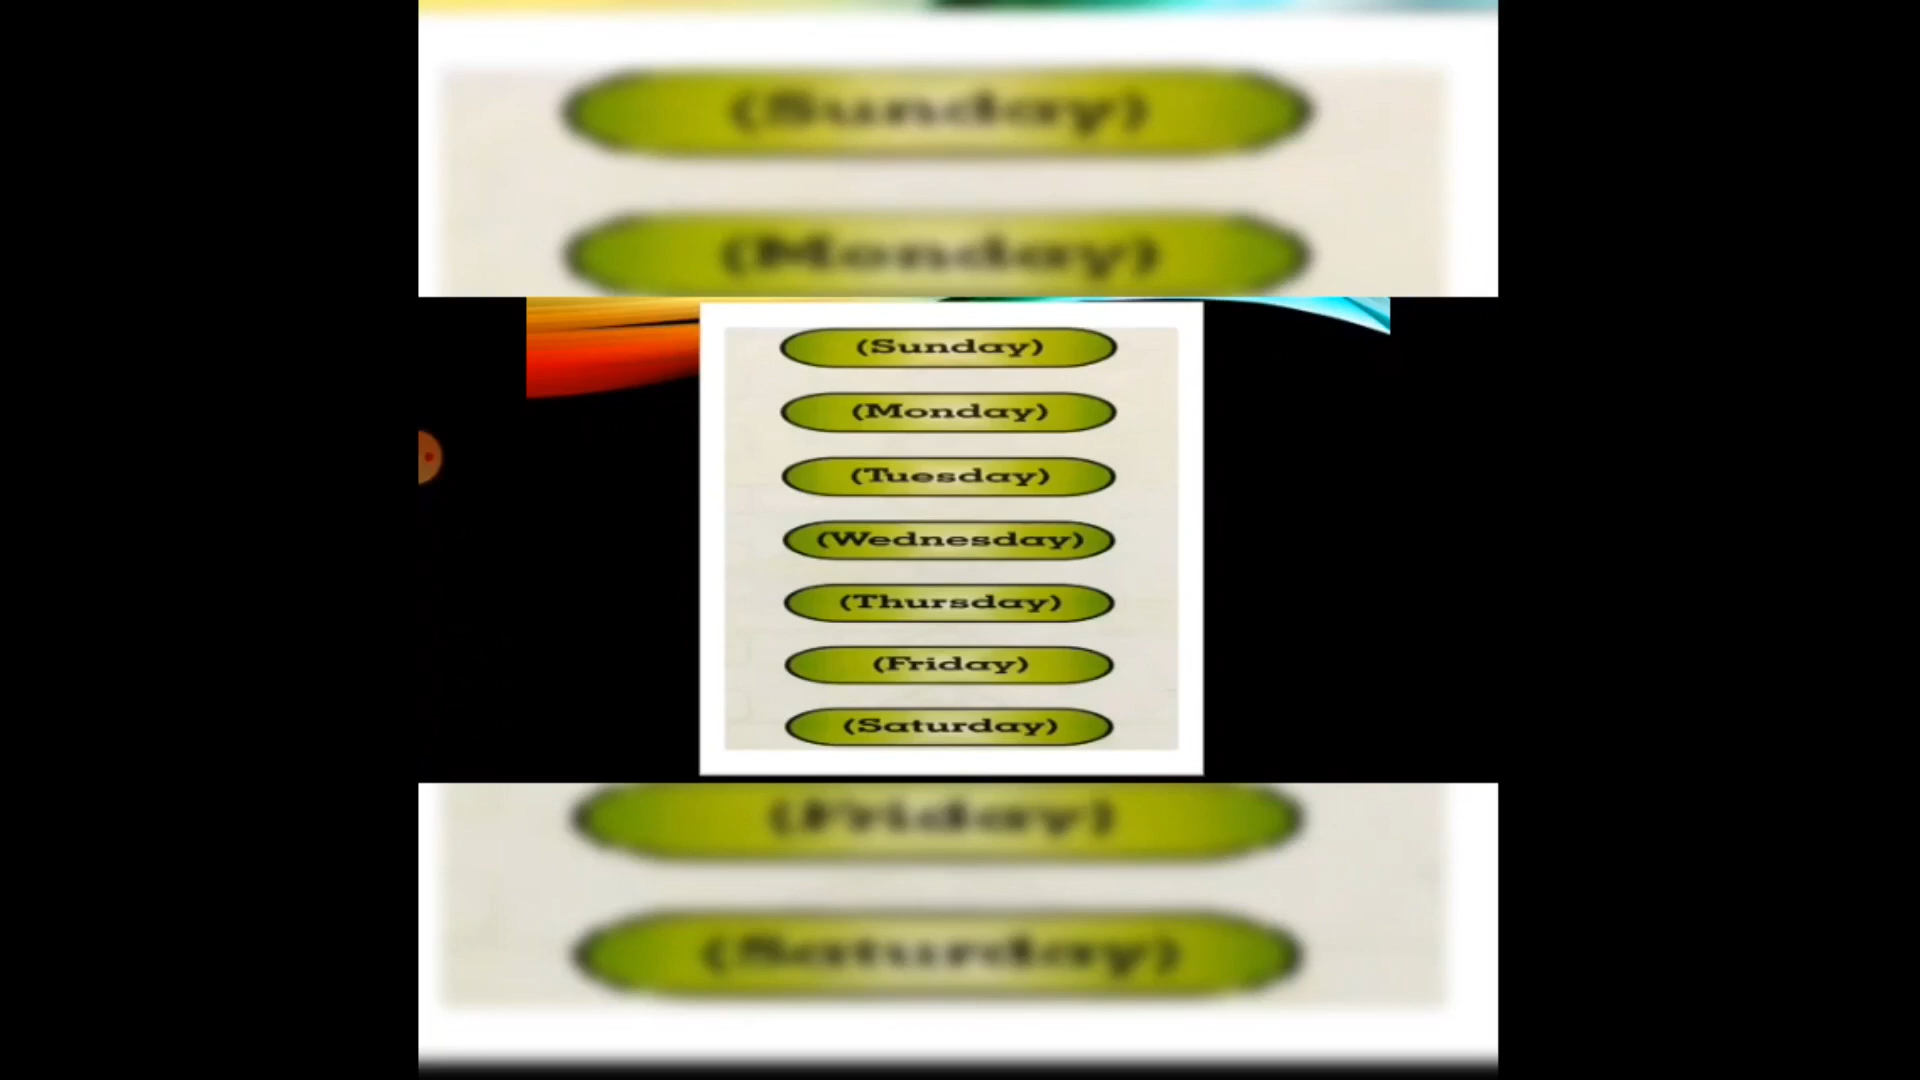 (Sunday)
(Monday)
(Sunday)
(Monday)
(Tuesday)
(Wednesday)
(Thursday)
(Friday)
(Saturday)
(Friday)
(Saturday)